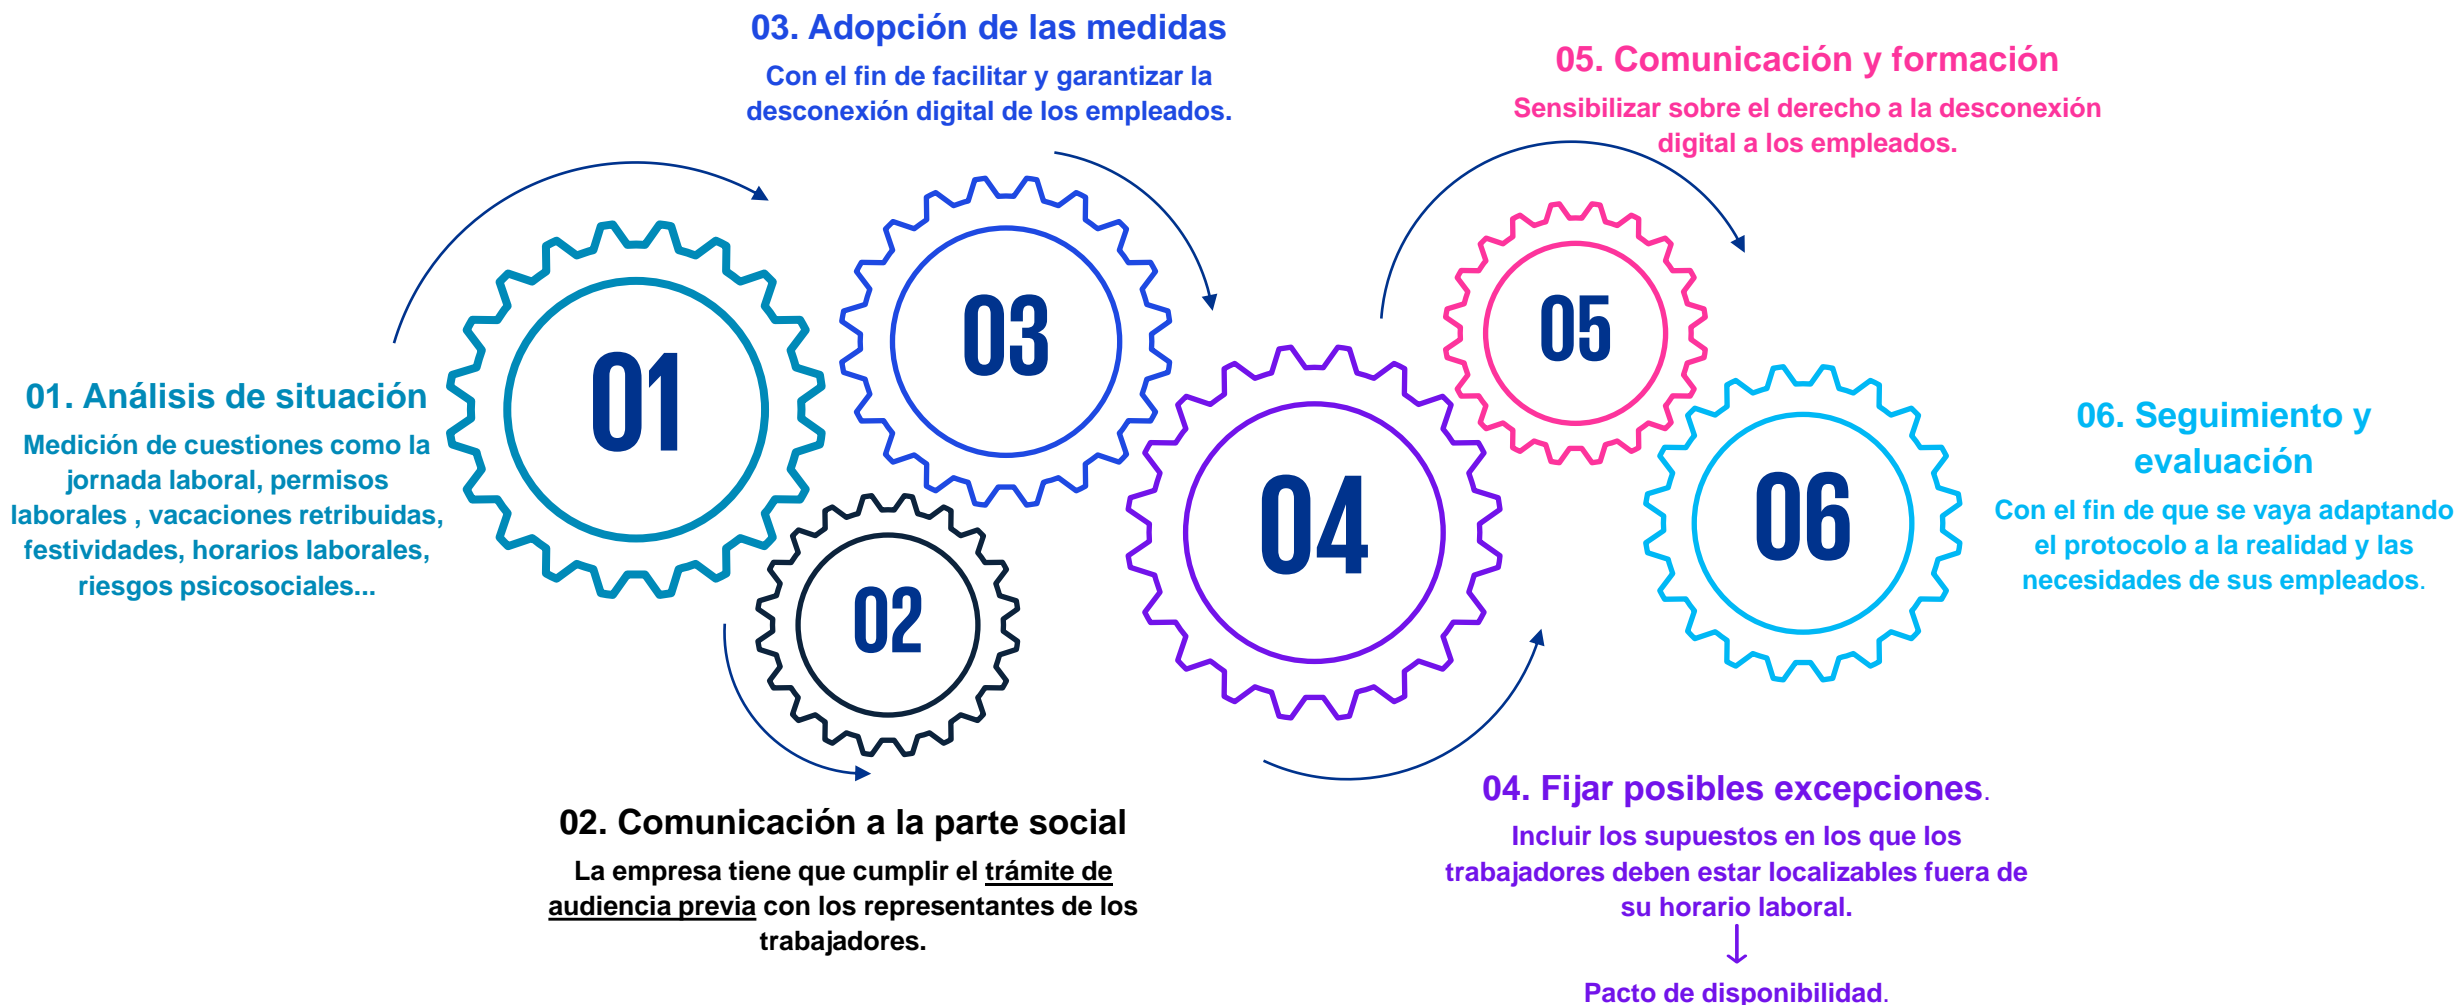 03. Adopción de las medidas
Con el fin de facilitar y garantizar la
desconexión digital de los empleados.
05. Comunicación y formación
Sensibilizar sobre el derecho a la desconexión
digital a los empleados.
01. Análisis de situación
Medición de cuestiones como la
jornada laboral, permisos
laborales , vacaciones retribuidas,
festividades, horarios laborales,
riesgos psicosociales...
01
03
05
02
04
06
06. Seguimiento y
evaluación
Con el fin de que se vaya adaptando
el protocolo a la realidad y las
necesidades de sus empleados.
02. Comunicación a la parte social
La empresa tiene que cumplir el trámite de
audiencia previa con los representantes de los
trabajadores.
04. Fijar posibles excepciones.
Incluir los supuestos en los que los
trabajadores deben estar localizables fuera de
su horario laboral.
Pacto de disponibilidad.